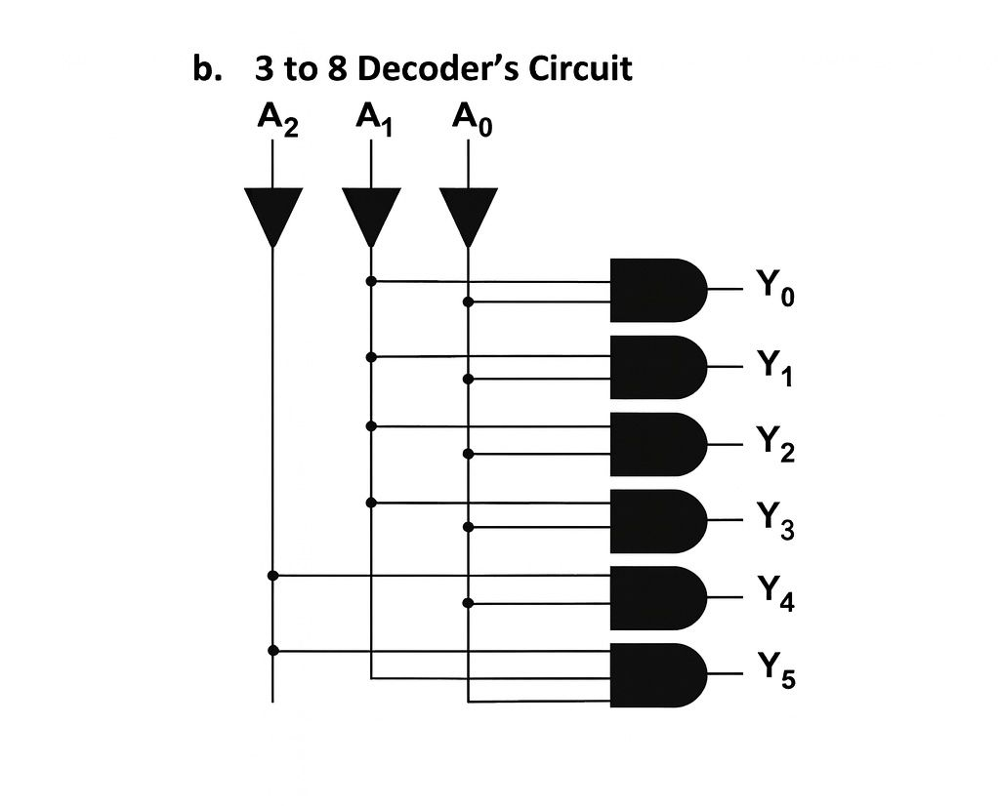 b. 3 to 8 Decoder’s Circuit
A₂ A₁ A₀
Y₀
Y₁
Y₂
Y₃
Y₄
Y₅